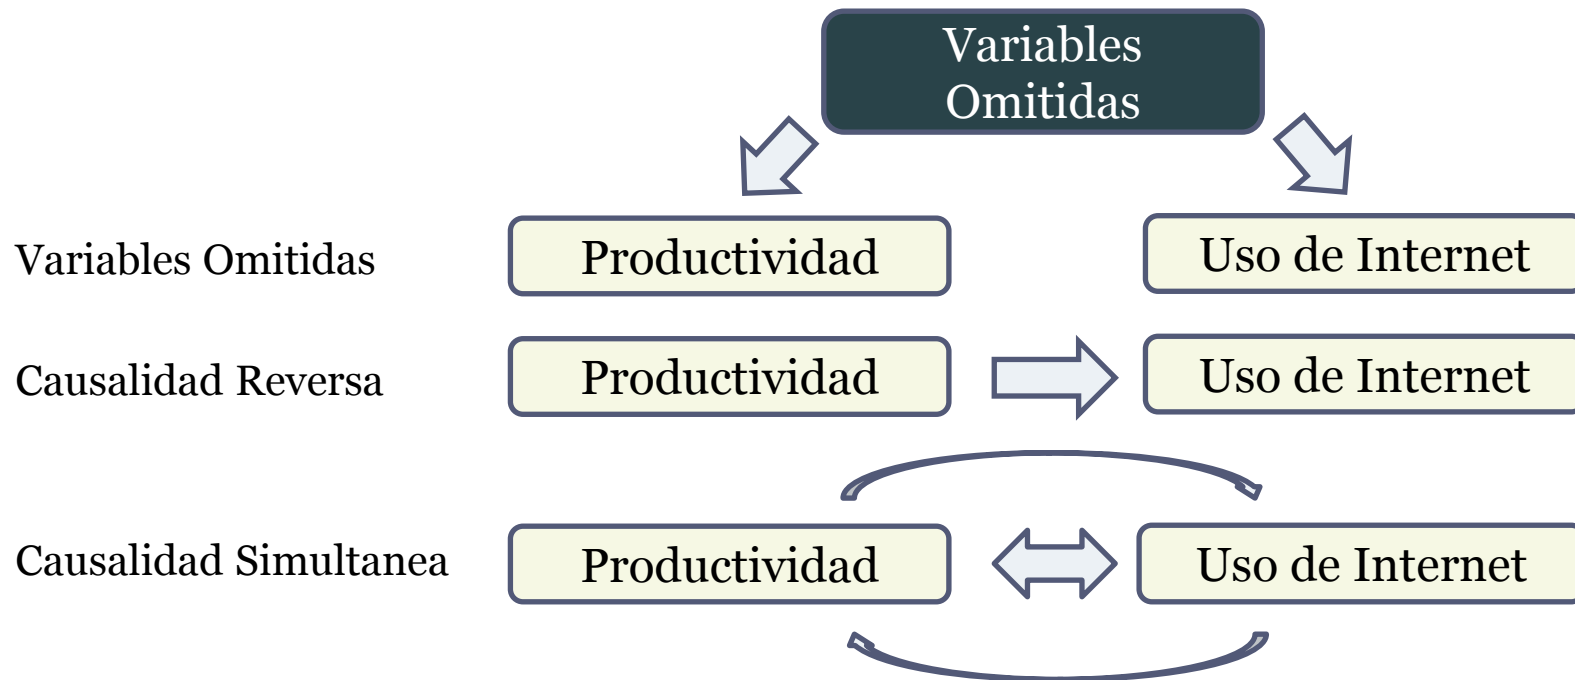 Variables
Omitidas
Variables Omitidas
Productividad
Uso de Internet
Causalidad Reversa
Productividad
Uso de Internet
Causalidad Simultanea
Productividad
Uso de Internet